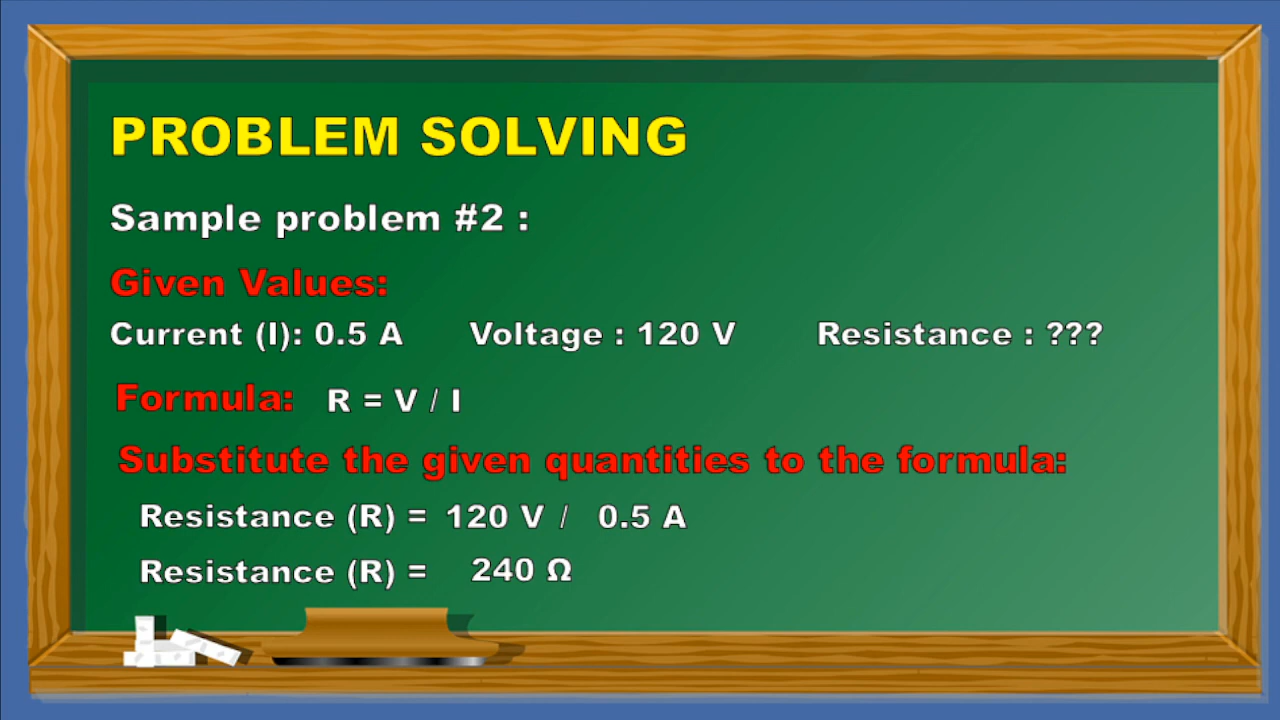 PROBLEM SOLVING
Sample problem #2 :
Given Values:
Current (I): 0.5 A Voltage : 120 V Resistance : ???
Formula: R = V / I
Substitute the given quantities to the formula:
Resistance (R) = 120 V / 0.5 A
Resistance (R) = 240 Ω